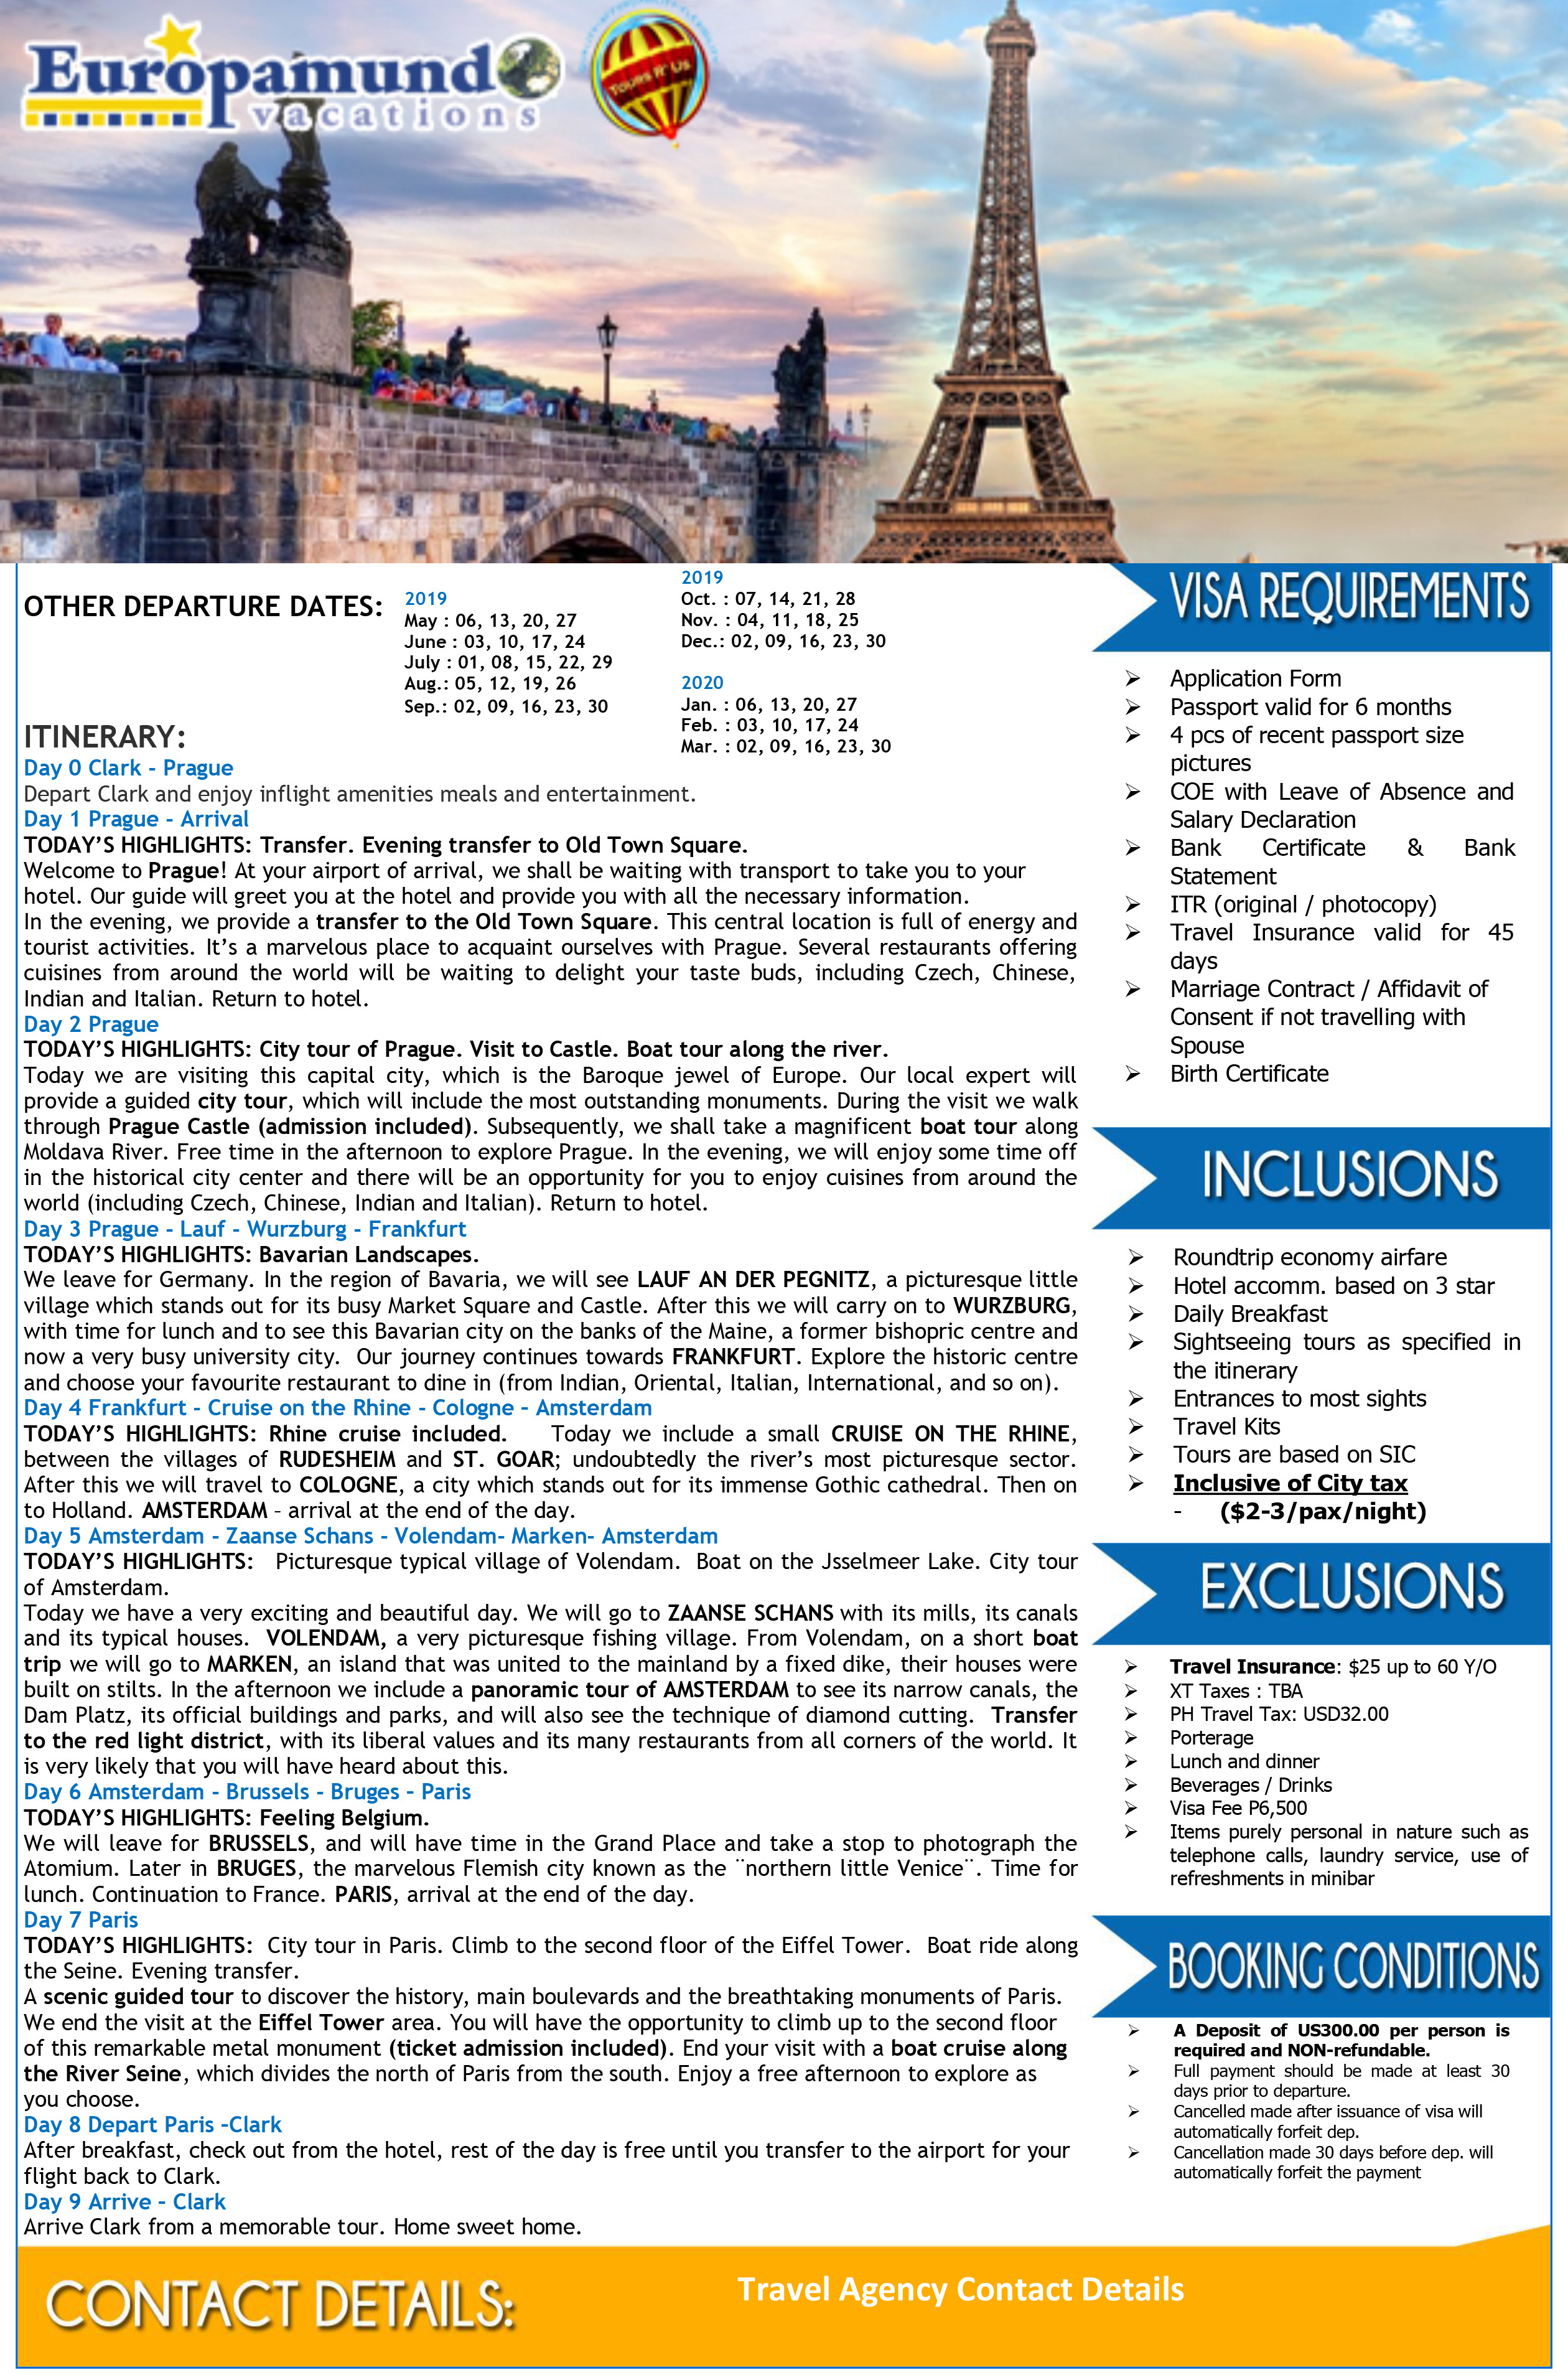 Europamundo
vacations
Tours R' Us
OTHER DEPARTURE DATES:
2019
May : 06, 13, 20, 27
June : 03, 10, 17, 24
July : 01, 08, 15, 22, 29
Aug.: 05, 12, 19, 26
Sep.: 02, 09, 16, 23, 30
2019
Oct. : 07, 14, 21, 28
Nov. : 04, 11, 18, 25
Dec.: 02, 09, 16, 23, 30
2020
Jan. : 06, 13, 20, 27
Feb. : 03, 10, 17, 24
Mar. : 02, 09, 16, 23, 30
ITINERARY:
Day 0 Clark - Prague
Depart Clark and enjoy inflight amenities meals and entertainment.
Day 1 Prague - Arrival
TODAY’S HIGHLIGHTS: Transfer. Evening transfer to Old Town Square.
Welcome to Prague! At your airport of arrival, we shall be waiting with transport to take you to your
hotel. Our guide will greet you at the hotel and provide you with all the necessary information.
In the evening, we provide a transfer to the Old Town Square. This central location is full of energy and
tourist activities. It’s a marvelous place to acquaint ourselves with Prague. Several restaurants offering
cuisines from around the world will be waiting to delight your taste buds, including Czech, Chinese,
Indian and Italian. Return to hotel.
Day 2 Prague
TODAY’S HIGHLIGHTS: City tour of Prague. Visit to Castle. Boat tour along the river.
Today we are visiting this capital city, which is the Baroque jewel of Europe. Our local expert will
provide a guided city tour, which will include the most outstanding monuments. During the visit we walk
through Prague Castle (admission included). Subsequently, we shall take a magnificent boat tour along
Moldava River. Free time in the afternoon to explore Prague. In the evening, we will enjoy some time off
in the historical city center and there will be an opportunity for you to enjoy cuisines from around the
world (including Czech, Chinese, Indian and Italian). Return to hotel.
Day 3 Prague - Lauf - Wurzburg - Frankfurt
TODAY’S HIGHLIGHTS: Bavarian Landscapes.
We leave for Germany. In the region of Bavaria, we will see LAUF AN DER PEGNITZ, a picturesque little
village which stands out for its busy Market Square and Castle. After this we will carry on to WURZBURG,
with time for lunch and to see this Bavarian city on the banks of the Maine, a former bishopric centre and
now a very busy university city. Our journey continues towards FRANKFURT. Explore the historic centre
and choose your favourite restaurant to dine in (from Indian, Oriental, Italian, International, and so on).
Day 4 Frankfurt - Cruise on the Rhine - Cologne – Amsterdam
TODAY’S HIGHLIGHTS: Rhine cruise included. Today we include a small CRUISE ON THE RHINE,
between the villages of RUDESHEIM and ST. GOAR; undoubtedly the river’s most picturesque sector.
After this we will travel to COLOGNE, a city which stands out for its immense Gothic cathedral. Then on
to Holland. AMSTERDAM – arrival at the end of the day.
Day 5 Amsterdam - Zaanse Schans - Volendam- Marken- Amsterdam
TODAY’S HIGHLIGHTS: Picturesque typical village of Volendam. Boat on the Jsselmeer Lake. City tour
of Amsterdam.
Today we have a very exciting and beautiful day. We will go to ZAANSE SCHANS with its mills, its canals
and its typical houses. VOLENDAM, a very picturesque fishing village. From Volendam, on a short boat
trip we will go to MARKEN, an island that was united to the mainland by a fixed dike, their houses were
built on stilts. In the afternoon we include a panoramic tour of AMSTERDAM to see its narrow canals, the
Dam Platz, its official buildings and parks, and will also see the technique of diamond cutting. Transfer
to the red light district, with its liberal values and its many restaurants from all corners of the world. It
is very likely that you will have heard about this.
Day 6 Amsterdam - Brussels - Bruges – Paris
TODAY’S HIGHLIGHTS: Feeling Belgium.
We will leave for BRUSSELS, and will have time in the Grand Place and take a stop to photograph the
Atomium. Later in BRUGES, the marvelous Flemish city known as the ¨northern little Venice¨. Time for
lunch. Continuation to France. PARIS, arrival at the end of the day.
Day 7 Paris
TODAY’S HIGHLIGHTS: City tour in Paris. Climb to the second floor of the Eiffel Tower. Boat ride along
the Seine. Evening transfer.
A scenic guided tour to discover the history, main boulevards and the breathtaking monuments of Paris.
We end the visit at the Eiffel Tower area. You will have the opportunity to climb up to the second floor
of this remarkable metal monument (ticket admission included). End your visit with a boat cruise along
the River Seine, which divides the north of Paris from the south. Enjoy a free afternoon to explore as
you choose.
Day 8 Depart Paris –Clark
After breakfast, check out from the hotel, rest of the day is free until you transfer to the airport for your
flight back to Clark.
Day 9 Arrive – Clark
Arrive Clark from a memorable tour. Home sweet home.
VISA REQUIREMENTS
Application Form
Passport valid for 6 months
4 pcs of recent passport size
pictures
COE with Leave of Absence and
Salary Declaration
Bank Certificate & Bank
Statement
ITR (original / photocopy)
Travel Insurance valid for 45
days
Marriage Contract / Affidavit of
Consent if not travelling with
Spouse
Birth Certificate
INCLUSIONS
Roundtrip economy airfare
Hotel accomm. based on 3 star
Daily Breakfast
Sightseeing tours as specified in
the itinerary
Entrances to most sights
Travel Kits
Tours are based on SIC
Inclusive of City tax
- ($2-3/pax/night)
EXCLUSIONS
Travel Insurance: $25 up to 60 Y/O
XT Taxes : TBA
PH Travel Tax: USD32.00
Porterage
Lunch and dinner
Beverages / Drinks
Visa Fee P6,500
Items purely personal in nature such as
telephone calls, laundry service, use of
refreshments in minibar
BOOKING CONDITIONS
A Deposit of US300.00 per person is
required and NON-refundable.
Full payment should be made at least 30
days prior to departure.
Cancelled made after issuance of visa will
automatically forfeit dep.
Cancellation made 30 days before dep. will
automatically forfeit the payment
CONTACT DETAILS:
Travel Agency Contact Details